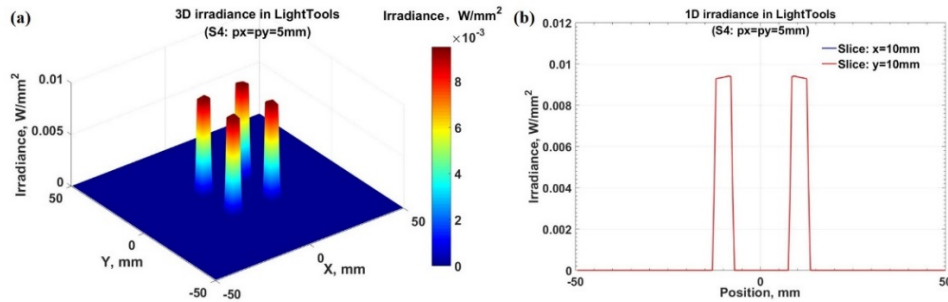 (a)
3D irradiance in LightTools
(S4: px=py=5mm)
Irradiance, W/mm²
×10⁻³
8
6
4
2
0
Irradiance, W/mm²
0.01
0.005
0
50
0
-50
Y, mm
-50
0
50
X, mm
(b)
1D irradiance in LightTools
(S4: px=py=5mm)
Slice: x=10mm
Slice: y=10mm
Irradiance, W/mm²
0.012
0.01
0.008
0.006
0.004
0.002
0
-50
0
50
Position, mm